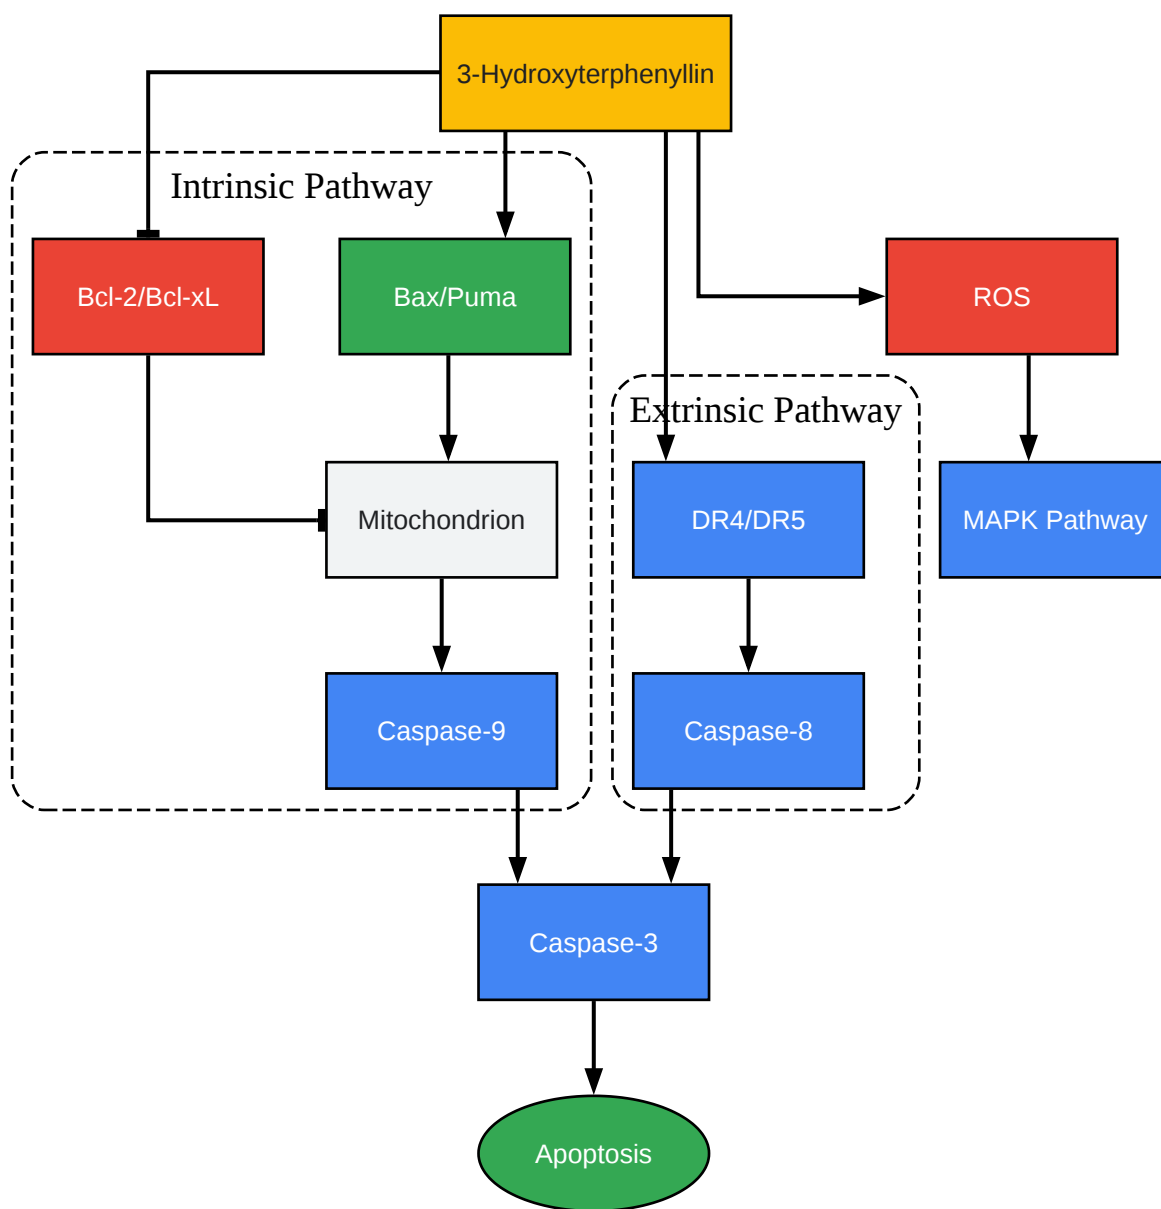 3-Hydroxyterphenyllin
Intrinsic Pathway
Bcl-2/Bcl-xL
Bax/Puma
ROS
Extrinsic Pathway
Mitochondrion
DR4/DR5
MAPK Pathway
Caspase-9
Caspase-8
Caspase-3
Apoptosis